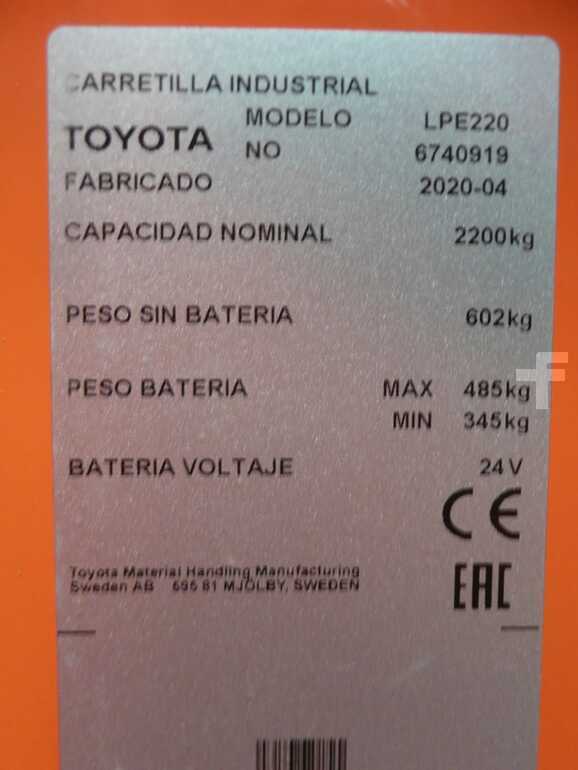 CARRETILLA INDUSTRIAL
TOYOTA MODELO LPE220
NO 6740919
FABRICADO 2020-04
CAPACIDAD NOMINAL 2200kg
PESO SIN BATERIA 602kg
PESO BATERIA MAX 485kg
MIN 345kg
BATERIA VOLTAJE 24V
CE
Toyota Material Handling Manufacturing
Sweden AB 595 81 MJÖLBY, SWEDEN
EAC